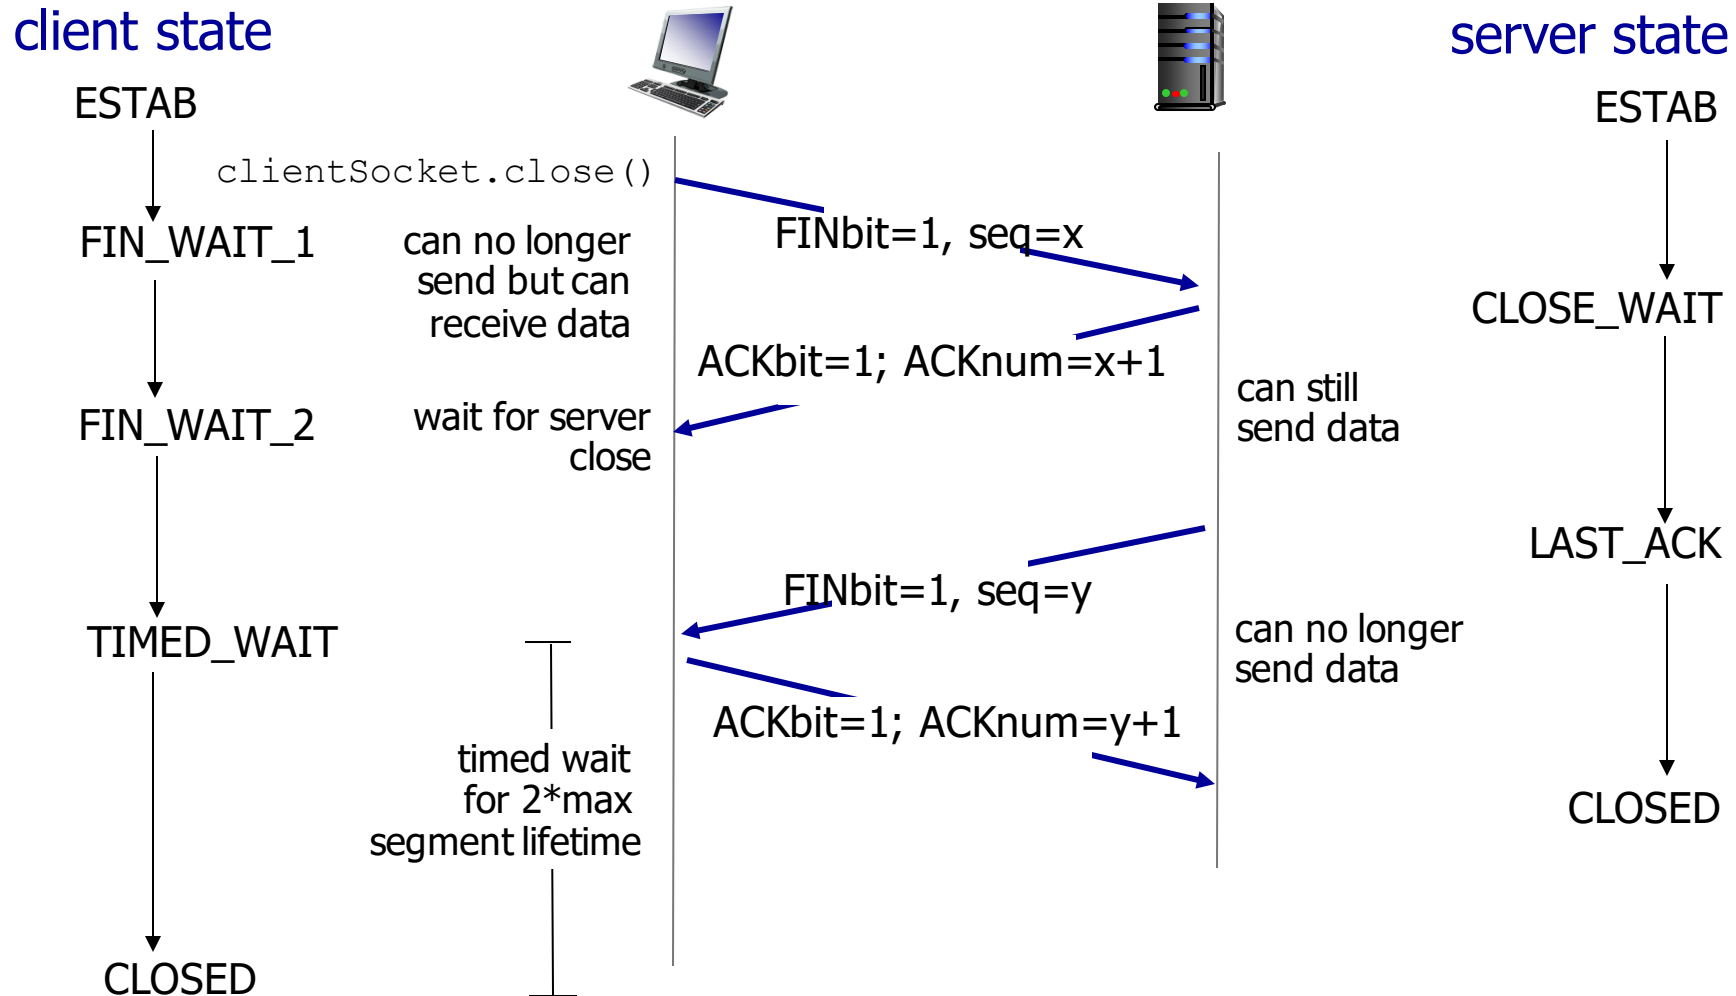 client state
server state
ESTAB
ESTAB
clientSocket.close()
FINbit=1, seq=x
FIN_WAIT_1
can no longer
send but can
receive data
CLOSE_WAIT
ACKbit=1; ACKnum=x+1
can still
send data
FIN_WAIT_2
wait for server
close
LAST_ACK
FINbit=1, seq=y
TIMED_WAIT
can no longer
send data
ACKbit=1; ACKnum=y+1
timed wait
for 2*max
segment lifetime
CLOSED
CLOSED